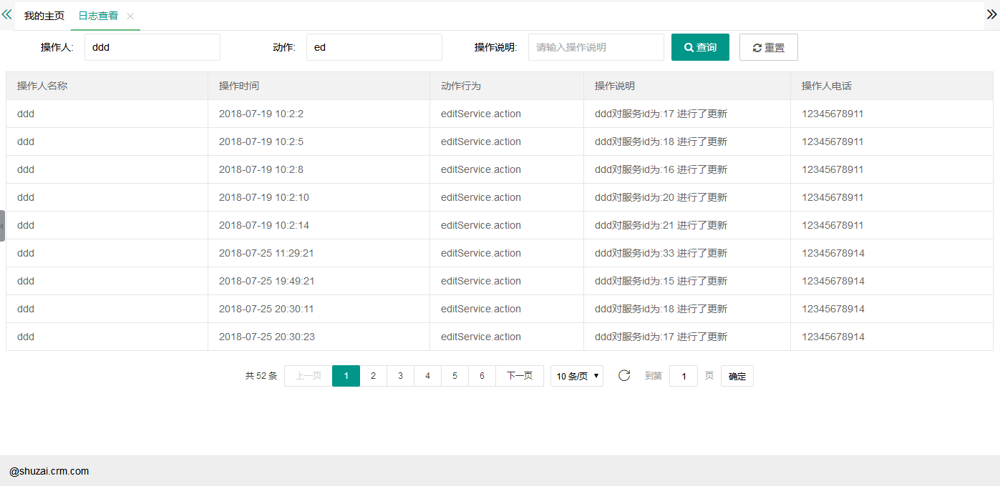 我的主页 日志查看
操作人: ddd 动作: ed 操作说明: 请输入操作说明 查询 重置
操作人名称 操作时间 动作行为 操作说明 操作人电话
ddd 2018-07-19 10:2:2 editService.action ddd对服务id为:17 进行了更新 12345678911
ddd 2018-07-19 10:2:5 editService.action ddd对服务id为:18 进行了更新 12345678911
ddd 2018-07-19 10:2:8 editService.action ddd对服务id为:16 进行了更新 12345678911
ddd 2018-07-19 10:2:10 editService.action ddd对服务id为:20 进行了更新 12345678911
ddd 2018-07-19 10:2:14 editService.action ddd对服务id为:21 进行了更新 12345678911
ddd 2018-07-25 11:29:21 editService.action ddd对服务id为:33 进行了更新 12345678914
ddd 2018-07-25 19:49:21 editService.action ddd对服务id为:15 进行了更新 12345678914
ddd 2018-07-25 20:30:11 editService.action ddd对服务id为:18 进行了更新 12345678914
ddd 2018-07-25 20:30:23 editService.action ddd对服务id为:17 进行了更新 12345678914
共 52 条 上一页 1 2 3 4 5 6 下一页 10 条/页 到第 1 页 确定
@shuzai.crm.com